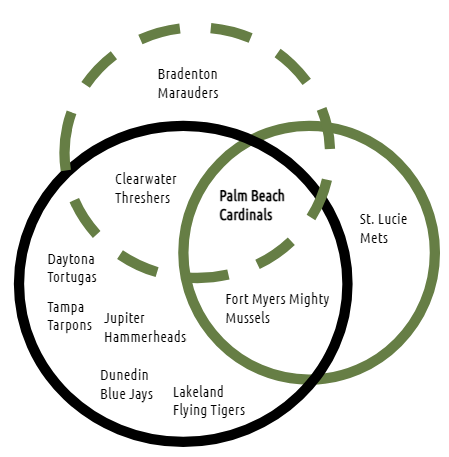 Bradenton
Marauders
Clearwater
Threshers
Palm Beach
Cardinals
St. Lucie
Mets
Daytona
Tortugas
Fort Myers Mighty
Mussels
Tampa
Tarpons
Jupiter
Hammerheads
Dunedin
Blue Jays
Lakeland
Flying Tigers